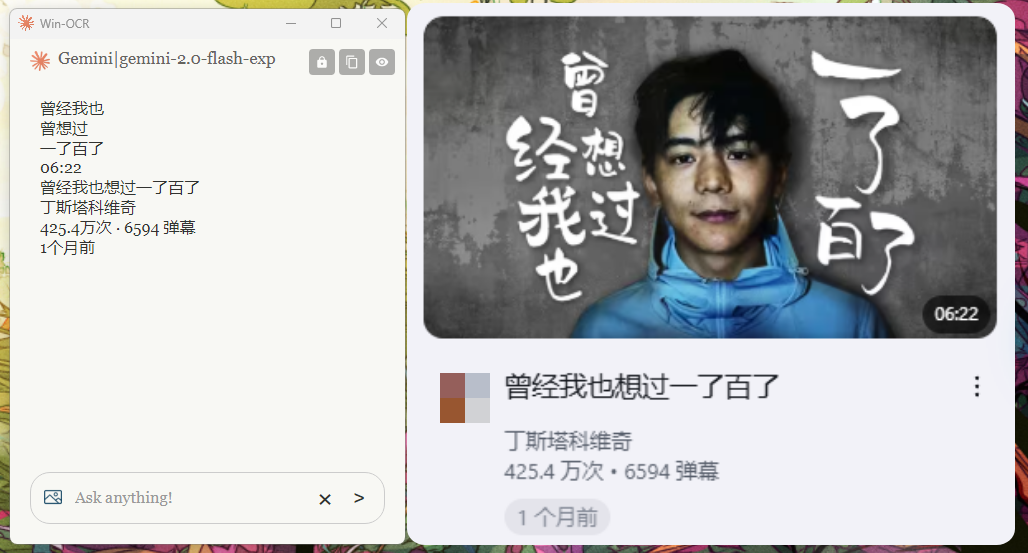 Win-OCR
Gemini|gemini-2.0-flash-exp
曾经我也
曾想过
一了百了
06:22
曾经我也想过一了百了
丁斯塔科维奇
425.4万次 · 6594 弹幕
1个月前
Ask anything!
曾经我也
想过
一了
百了
06:22
曾经我也想过一了百了
丁斯塔科维奇
425.4 万次 • 6594 弹幕
1 个月前